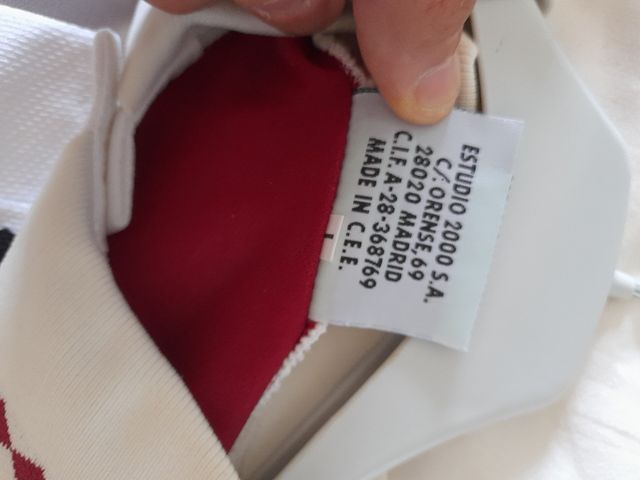 ESTUDIO 2000 S.A.
C/. ORENSE,69
28020 MADRID
C.I.F. A-28-368769
MADE IN C.E.E.